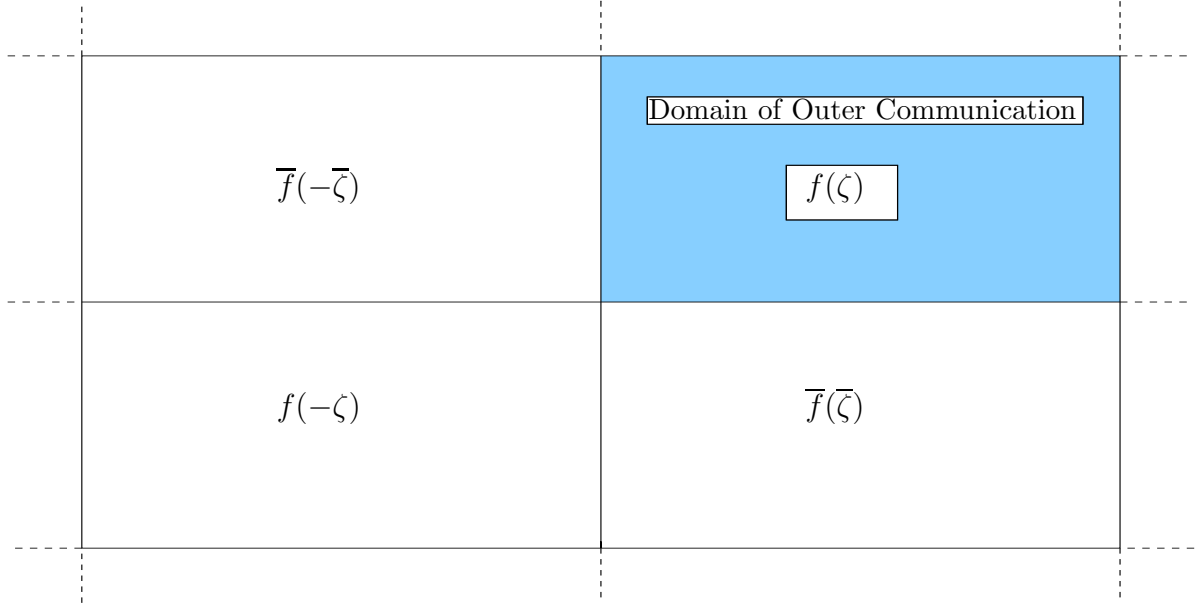 Domain of Outer Communication
f̅(−ζ̅) f(ζ)
f(−ζ) f̅(ζ̅)